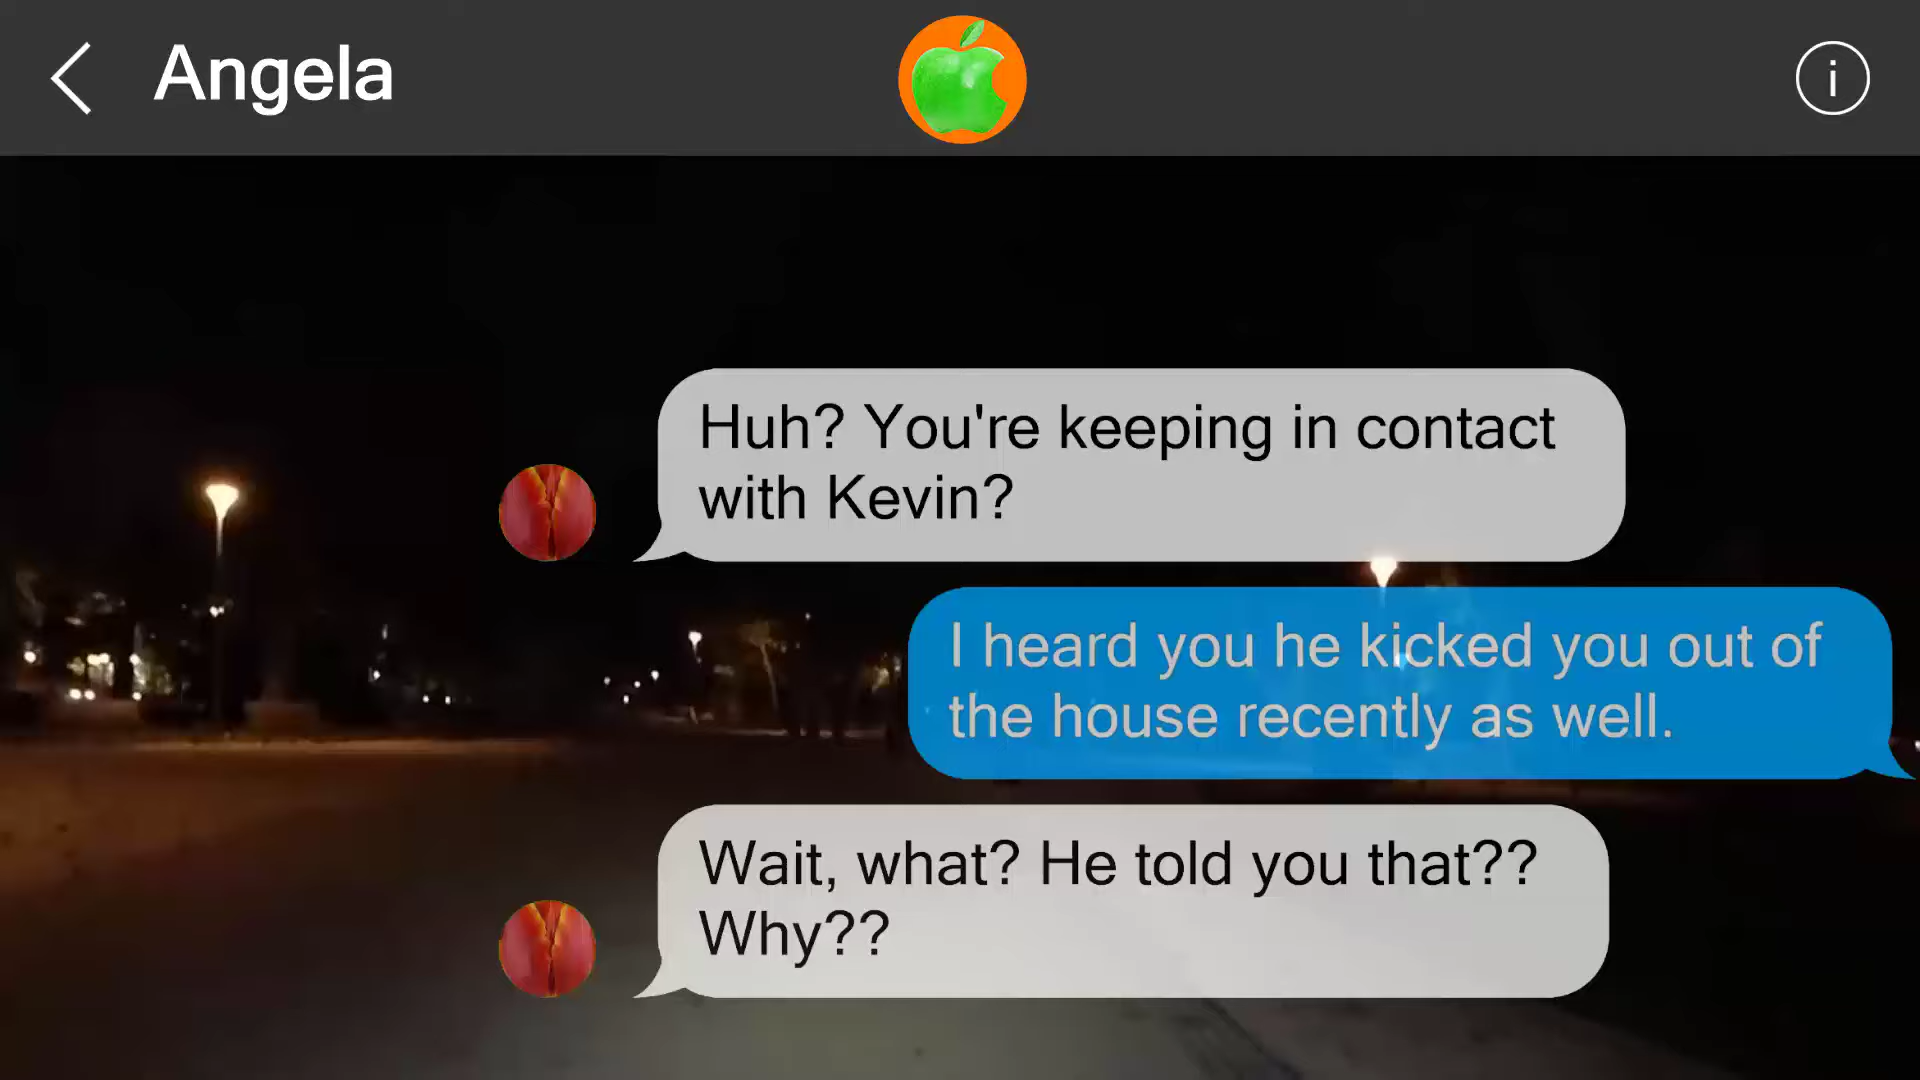 Angela
Huh? You're keeping in contact
with Kevin?
I heard you he kicked you out of
the house recently as well.
Wait, what? He told you that??
Why??